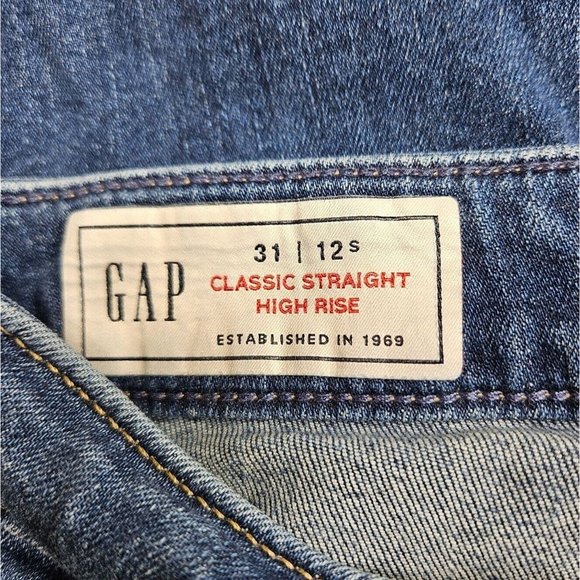 GAP
31 | 12S
CLASSIC STRAIGHT
HIGH RISE
ESTABLISHED IN 1969